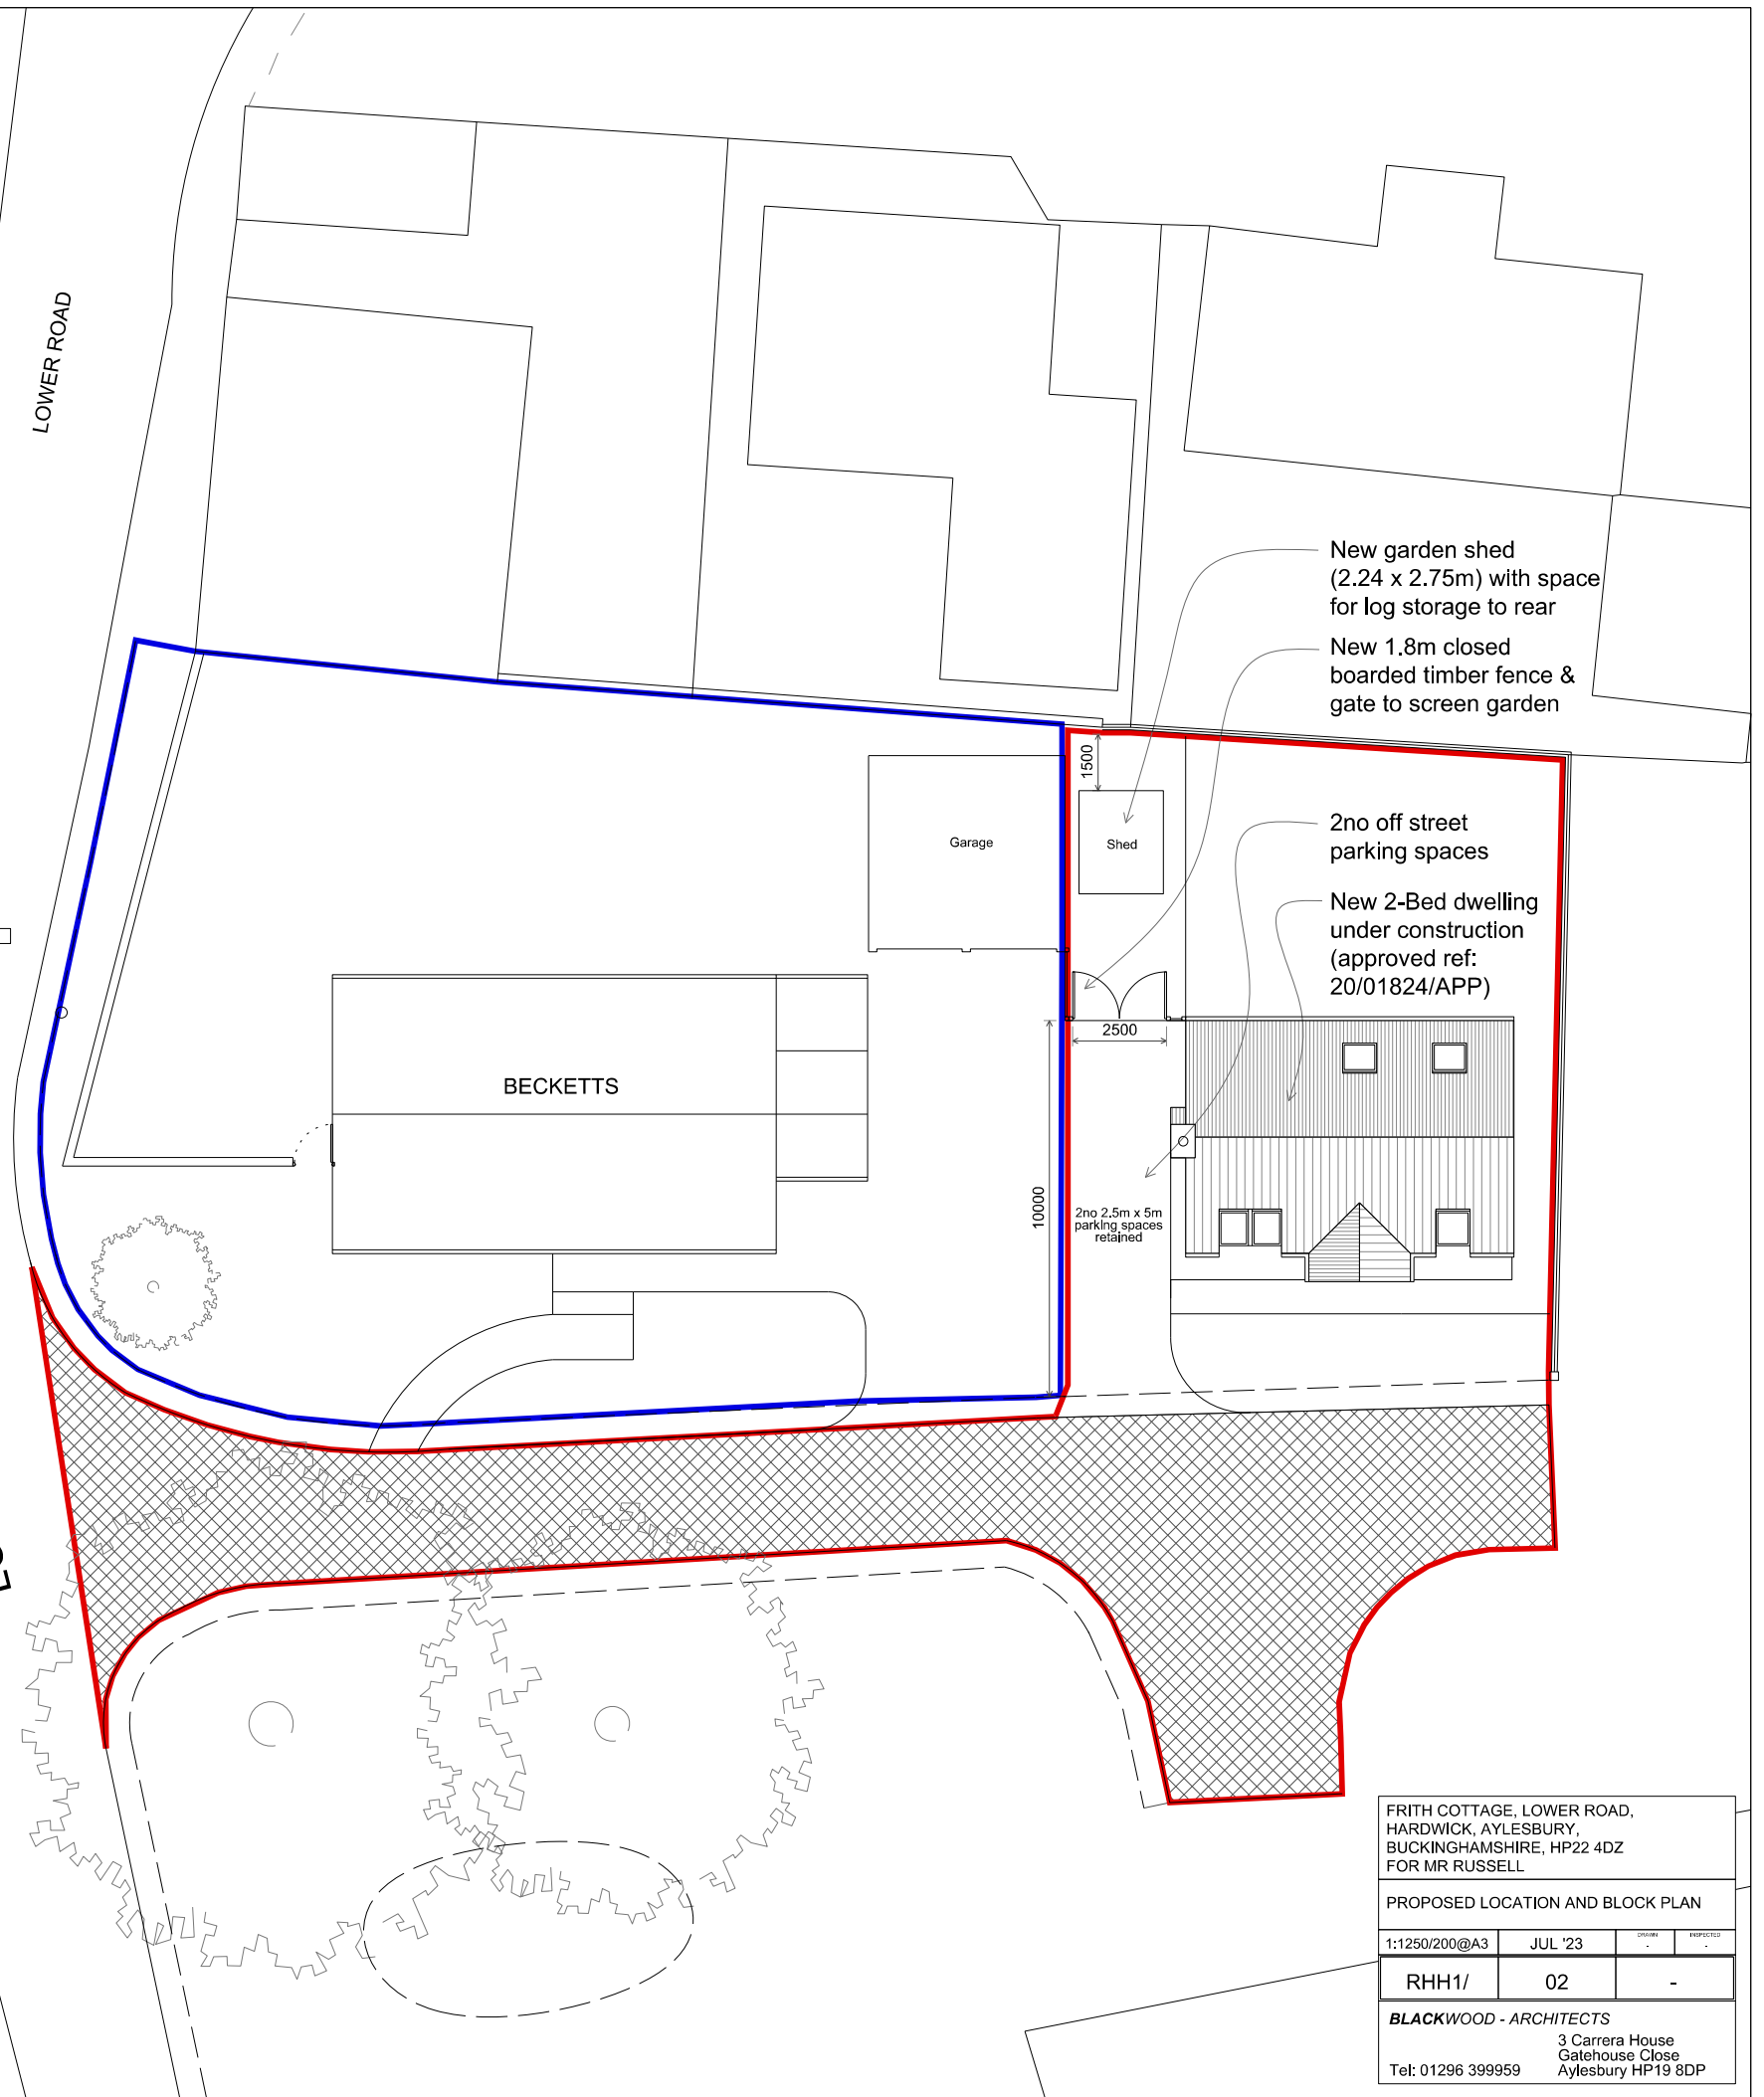 LOWER ROAD
New garden shed
(2.24 x 2.75m) with space
for log storage to rear
New 1.8m closed
boarded timber fence &
gate to screen garden
2no off street
parking spaces
New 2-Bed dwelling
under construction
(approved ref:
20/01824/APP)
1500
Garage
Shed
2500
BECKETTS
10000
2no 2.5m x 5m
parking spaces
retained
FRITH COTTAGE, LOWER ROAD,
HARDWICK, AYLESBURY,
BUCKINGHAMSHIRE, HP22 4DZ
FOR MR RUSSELL
PROPOSED LOCATION AND BLOCK PLAN
1:1250/200@A3 JUL '23 DRAWN - INSPECTED -
RHH1/ 02 -
BLACKWOOD - ARCHITECTS
3 Carrera House
Gatehouse Close
Tel: 01296 399959 Aylesbury HP19 8DP